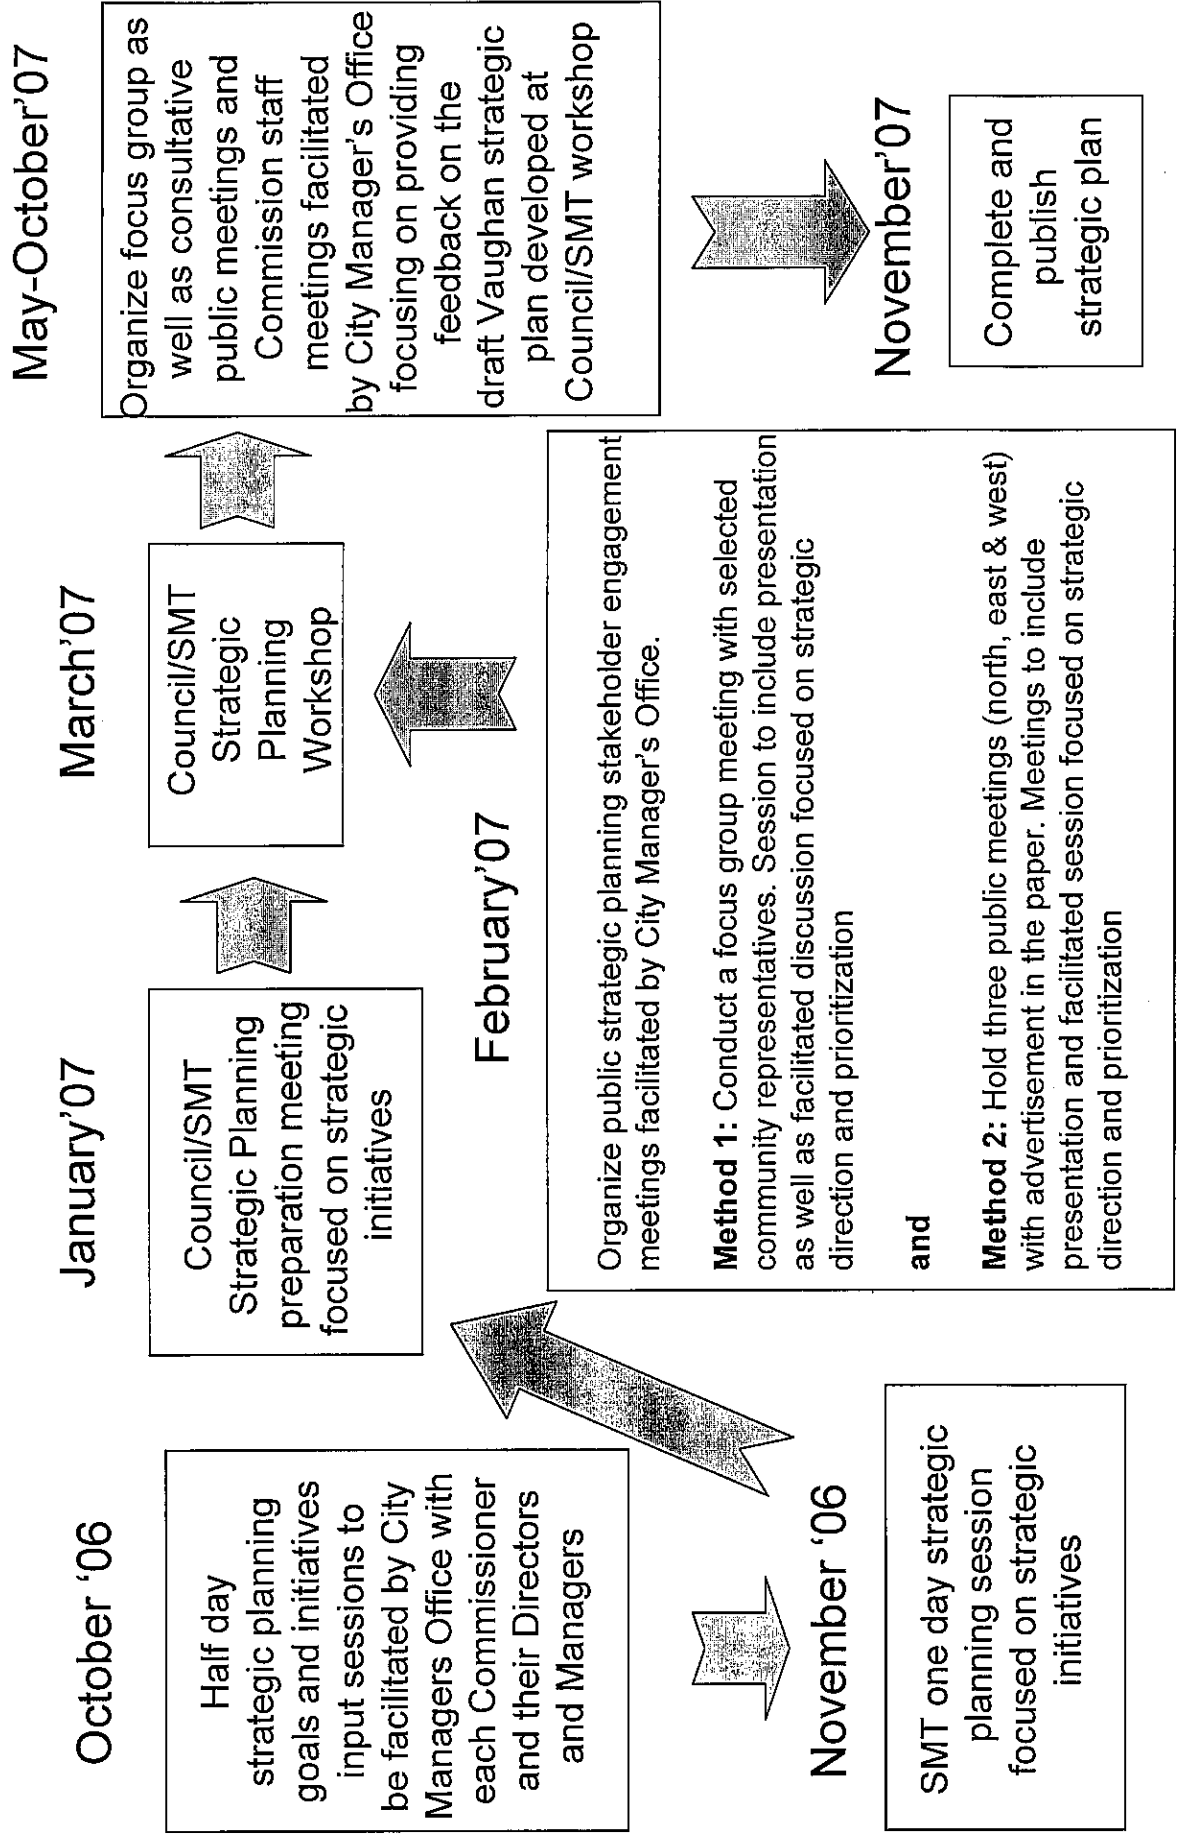 October ‘06
Half day
strategic planning
goals and initiatives
input sessions to
be facilitated by City
Managers Office with
each Commissioner
and their Directors
and Managers
November ‘06
SMT one day strategic
planning session
focused on strategic
initiatives
January’07
Council/SMT
Strategic Planning
preparation meeting
focused on strategic
initiatives
February’07
Organize public strategic planning stakeholder engagement
meetings facilitated by City Manager’s Office.
Method 1: Conduct a focus group meeting with selected
community representatives. Session to include presentation
as well as facilitated discussion focused on strategic
direction and prioritization
and
Method 2: Hold three public meetings (north, east & west)
with advertisement in the paper. Meetings to include
presentation and facilitated session focused on strategic
direction and prioritization
March’07
Council/SMT
Strategic
Planning
Workshop
May-October’07
Organize focus group as
well as consultative
public meetings and
Commission staff
meetings facilitated
by City Manager’s Office
focusing on providing
feedback on the
draft Vaughan strategic
plan developed at
Council/SMT workshop
November’07
Complete and
publish
strategic plan